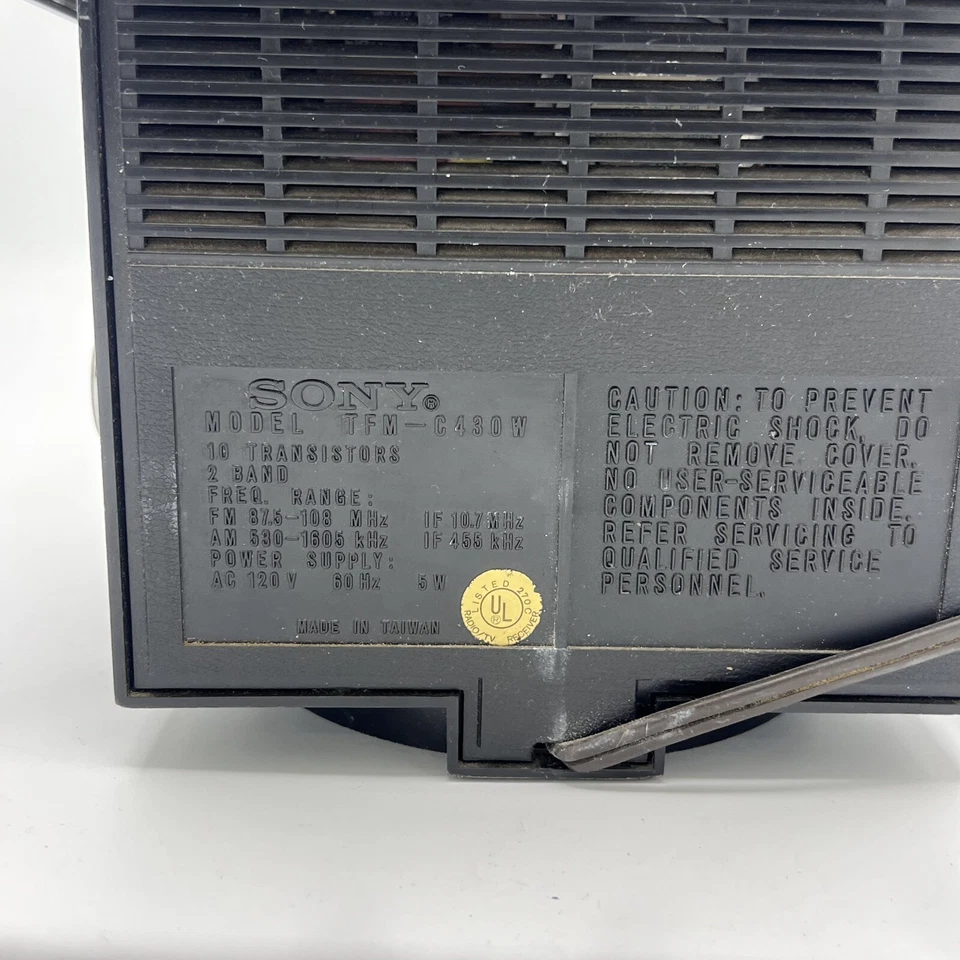 SONY®
MODEL TFM-C430W
10 TRANSISTORS
2 BAND
FREQ. RANGE:
FM 87.5-108 MHz IF 10.7MHz
AM 530-1605 kHz IF 455 kHz
POWER SUPPLY:
AC 120V 60Hz 5W
MADE IN TAIWAN
LISTED 270C
UL®
RADIO/TV RECEIVER
CAUTION: TO PREVENT
ELECTRIC SHOCK, DO
NOT REMOVE COVER.
NO USER-SERVICEABLE
COMPONENTS INSIDE.
REFER SERVICING TO
QUALIFIED SERVICE
PERSONNEL.